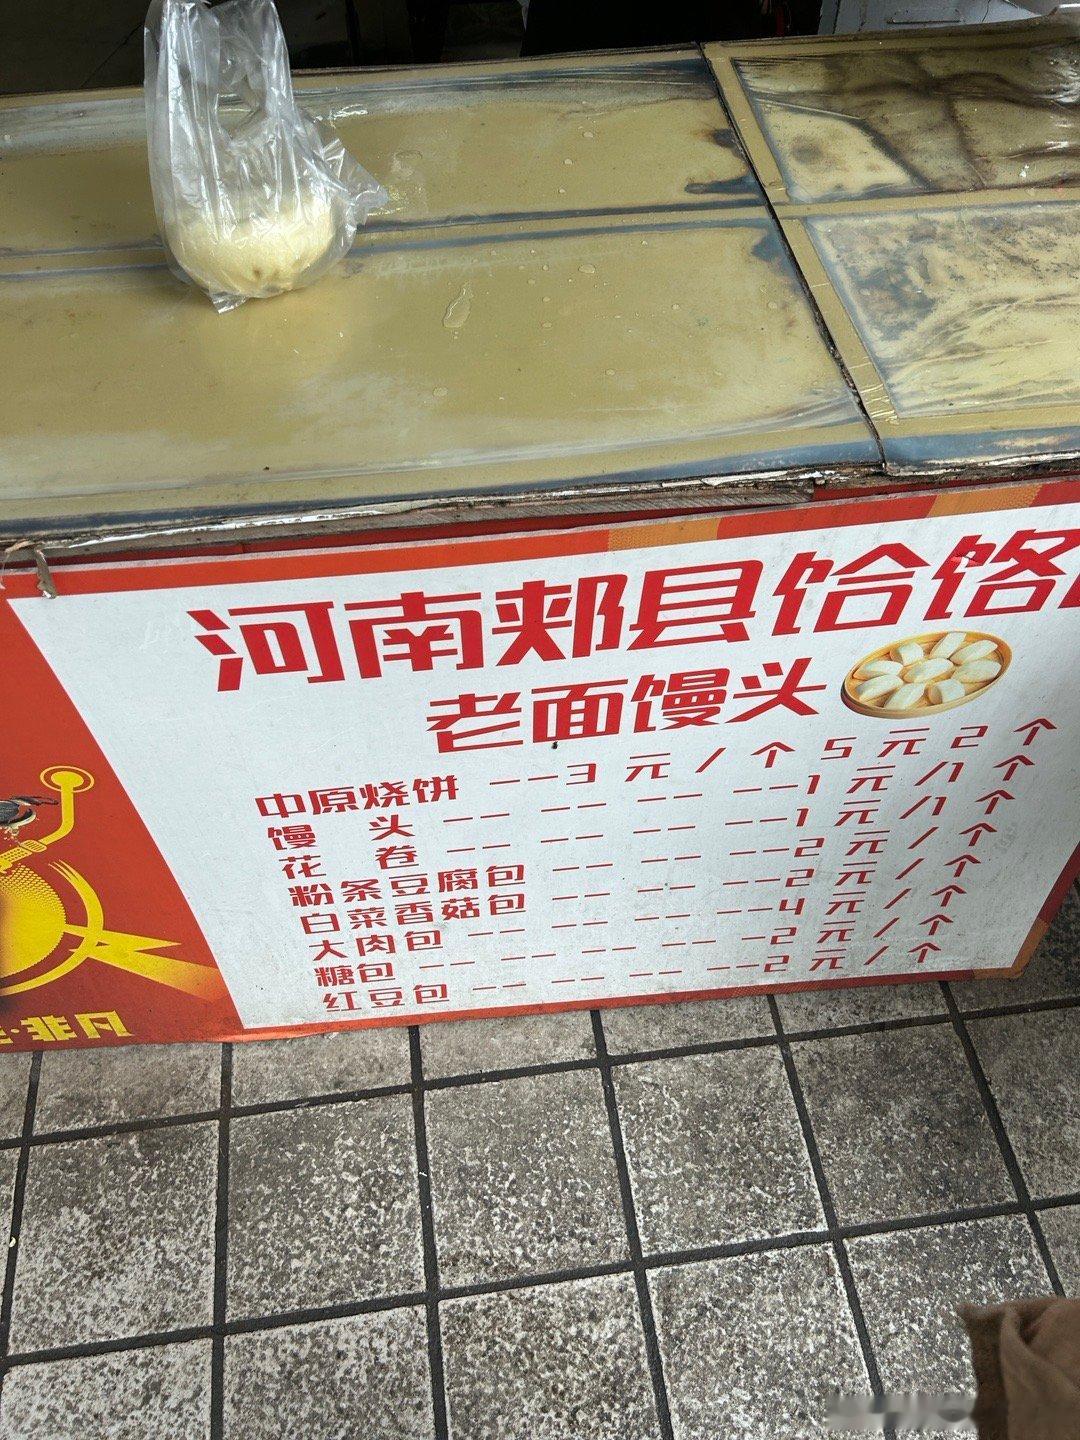 河南郏县饸饹
老面馒头
中原烧饼 ---3元/个 5元2个
馒 头 -- -- -- --1元/1个
花 卷 -- -- -- --1元/1个
粉条豆腐包 -- -- --2元/个
白菜香菇包 -- -- --2元/个
大肉包 -- -- -- --4元/个
糖包 -- -- -- --2元/个
红豆包 -- -- -- --2元/个